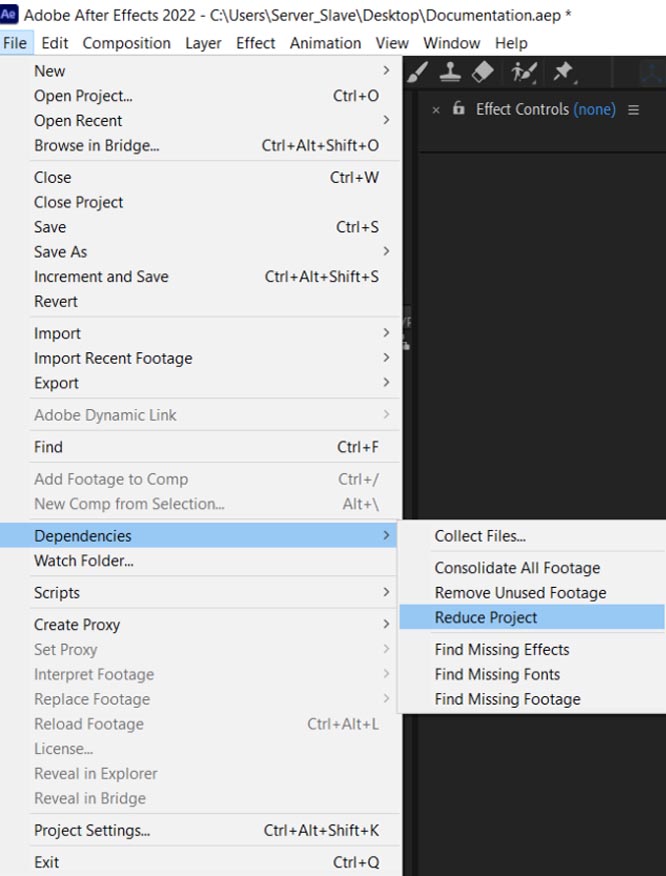 Ae Adobe After Effects 2022 - C:\Users\Server_Slave\Desktop\Documentation.aep *
File Edit Composition Layer Effect Animation View Window Help
× Effect Controls (none) ≡
New >
Open Project... Ctrl+O
Open Recent >
Browse in Bridge... Ctrl+Alt+Shift+O
Close Ctrl+W
Close Project
Save Ctrl+S
Save As >
Increment and Save Ctrl+Alt+Shift+S
Revert
Import >
Import Recent Footage >
Export >
Adobe Dynamic Link >
Find Ctrl+F
Add Footage to Comp Ctrl+/
New Comp from Selection... Alt+\
Dependencies >
Watch Folder...
Scripts >
Create Proxy >
Set Proxy >
Interpret Footage >
Replace Footage >
Reload Footage Ctrl+Alt+L
License...
Reveal in Explorer
Reveal in Bridge
Project Settings... Ctrl+Alt+Shift+K
Exit Ctrl+Q
Collect Files...
Consolidate All Footage
Remove Unused Footage
Reduce Project
Find Missing Effects
Find Missing Fonts
Find Missing Footage